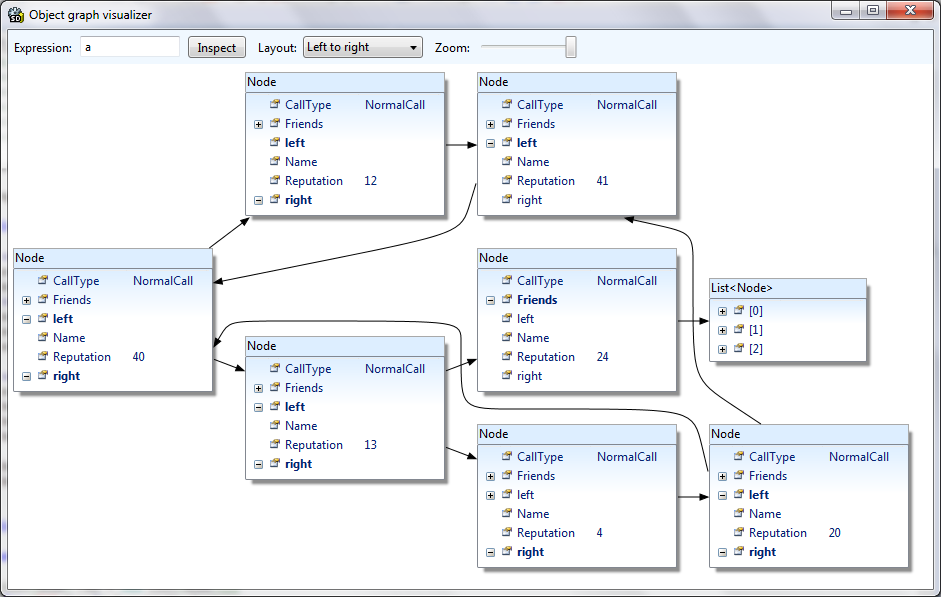 Object graph visualizer
Expression: a Inspect Layout: Left to right Zoom:
Node
CallType NormalCall
Friends
left
Name
Reputation 12
right
Node
CallType NormalCall
Friends
left
Name
Reputation 41
right
Node
CallType NormalCall
Friends
left
Name
Reputation 40
right
Node
CallType NormalCall
Friends
left
Name
Reputation 24
right
List<Node>
[0]
[1]
[2]
Node
CallType NormalCall
Friends
left
Name
Reputation 13
right
Node
CallType NormalCall
Friends
left
Name
Reputation 4
right
Node
CallType NormalCall
Friends
left
Name
Reputation 20
right